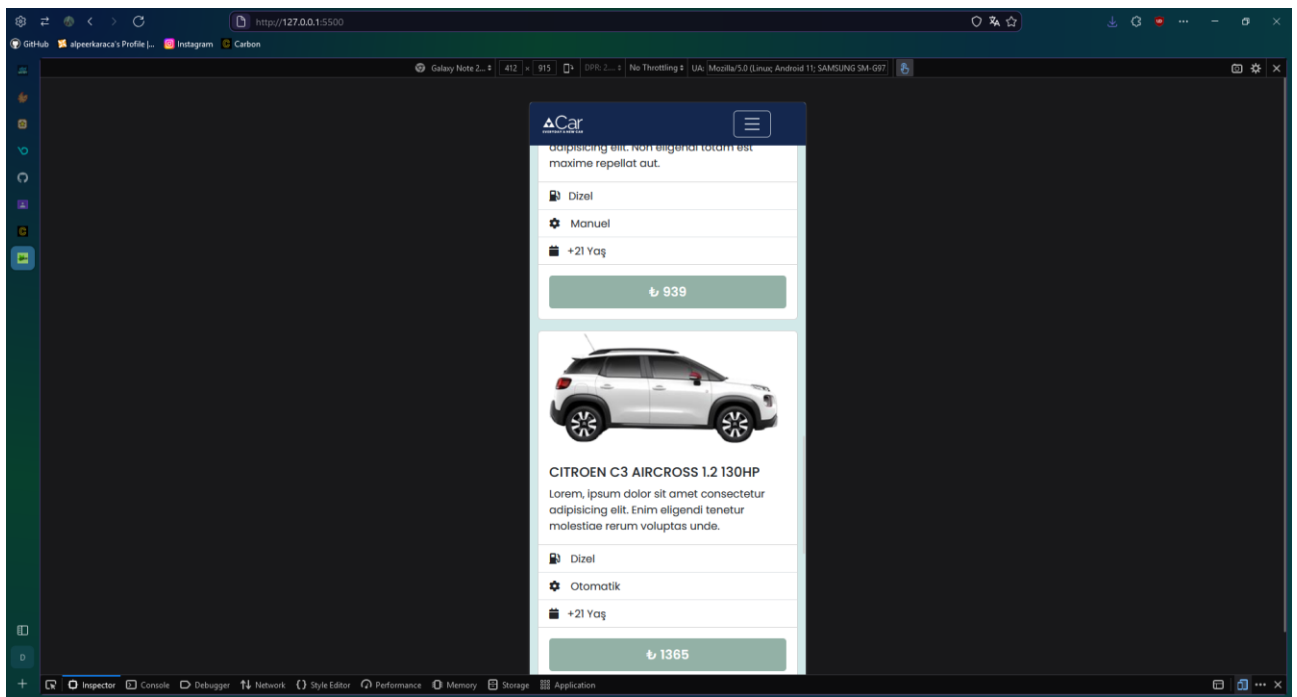 http://127.0.0.1:5500
GitHub alpeerkaraca's Profile |... Instagram Carbon
Galaxy Note 2... 412 × 915 DPR: 2.... No Throttling UA: Mozilla/5.0 (Linux; Android 11; SAMSUNG SM-G97
Car
adipisicing elit. Non eligendi totam est
maxime repellat aut.
Dizel
Manuel
+21 Yaş
₺ 939
CITROEN C3 AIRCROSS 1.2 130HP
Lorem, ipsum dolor sit amet consectetur
adipisicing elit. Enim eligendi tenetur
molestiae rerum voluptas unde.
Dizel
Otomatik
+21 Yaş
₺ 1365
D
Inspector Console Debugger Network Style Editor Performance Memory Storage Application